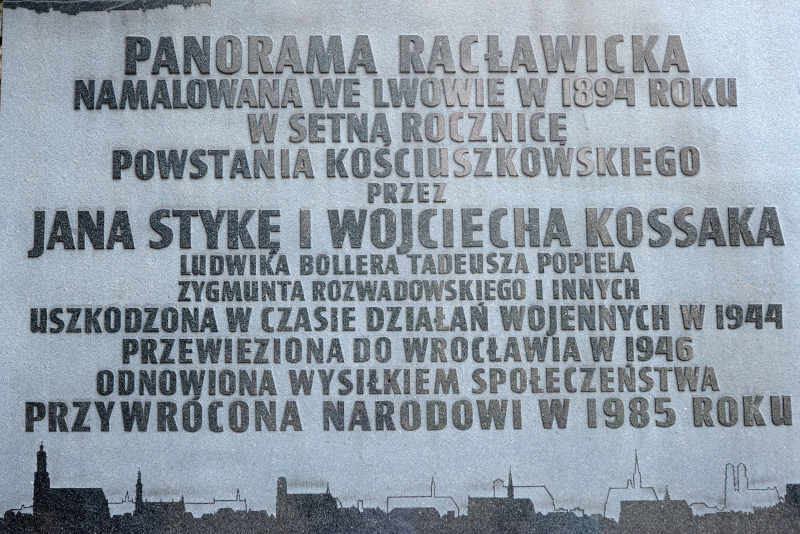 PANORAMA RACŁAWICKA
NAMALOWANA WE LWOWIE W 1894 ROKU
W SETNĄ ROCZNICĘ
POWSTANIA KOŚCIUSZKOWSKIEGO
PRZEZ
JANA STYKĘ I WOJCIECHA KOSSAKA
LUDWIKA BOLLERA TADEUSZA POPIELA
ZYGMUNTA ROZWADOWSKIEGO I INNYCH
USZKODZONA W CZASIE DZIAŁAŃ WOJENNYCH W 1944
PRZEWIEZIONA DO WROCŁAWIA W 1946
ODNOWIONA WYSIŁKIEM SPOŁECZEŃSTWA
PRZYWRÓCONA NARODOWI W 1985 ROKU